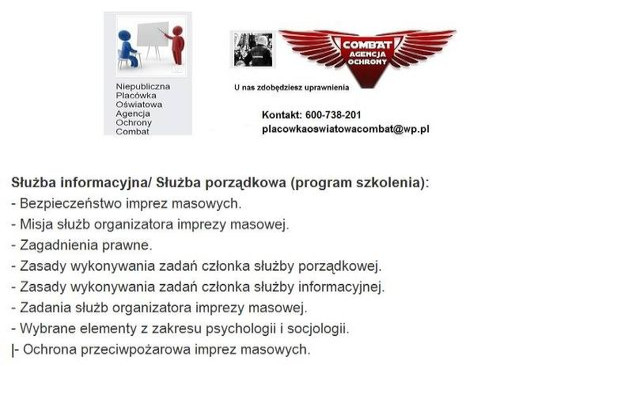 Niepubliczna
Placówka
Oświatowa
Agencja
Ochrony
Combat
COMBAT
AGENCJA
OCHRONY
U nas zdobędziesz uprawnienia
Kontakt: 600-738-201
placowkaoswiatowacombat@wp.pl
Służba informacyjna/ Służba porządkowa (program szkolenia):
- Bezpieczeństwo imprez masowych.
- Misja służb organizatora imprezy masowej.
- Zagadnienia prawne.
- Zasady wykonywania zadań członka służby porządkowej.
- Zasady wykonywania zadań członka służby informacyjnej.
- Zadania służb organizatora imprezy masowej.
- Wybrane elementy z zakresu psychologii i socjologii.
|- Ochrona przeciwpożarowa imprez masowych.